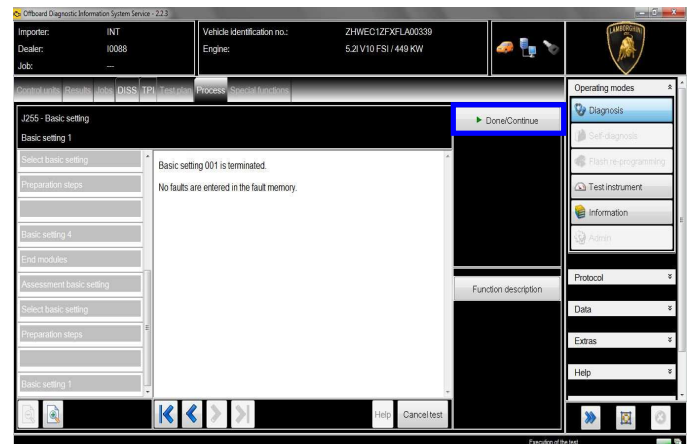 Offboard Diagnostic Information System Service - 2.2.3
Importer: INT
Dealer: I0088
Job: ---
Vehicle identification no.: ZHWEC1ZFXFLA00339
Engine: 5.2l V10 FSI / 449 KW
LAMBORGHINI
Control units Results Jobs DISS TPI Test plan Process Special functions
J255 - Basic setting
Basic setting 1
Done/Continue
Select basic setting
Preparation steps
Basic setting 4
End modules
Assessment basic setting
Select basic setting
Preparation steps
Basic setting 1
Basic setting 001 is terminated.
No faults are entered in the fault memory.
Function description
Help
Cancel test
Operating modes
Diagnosis
Self-diagnosis
Flash re-programming
Test instrument
Information
Admin
Protocol
Data
Extras
Help
Execution of the test